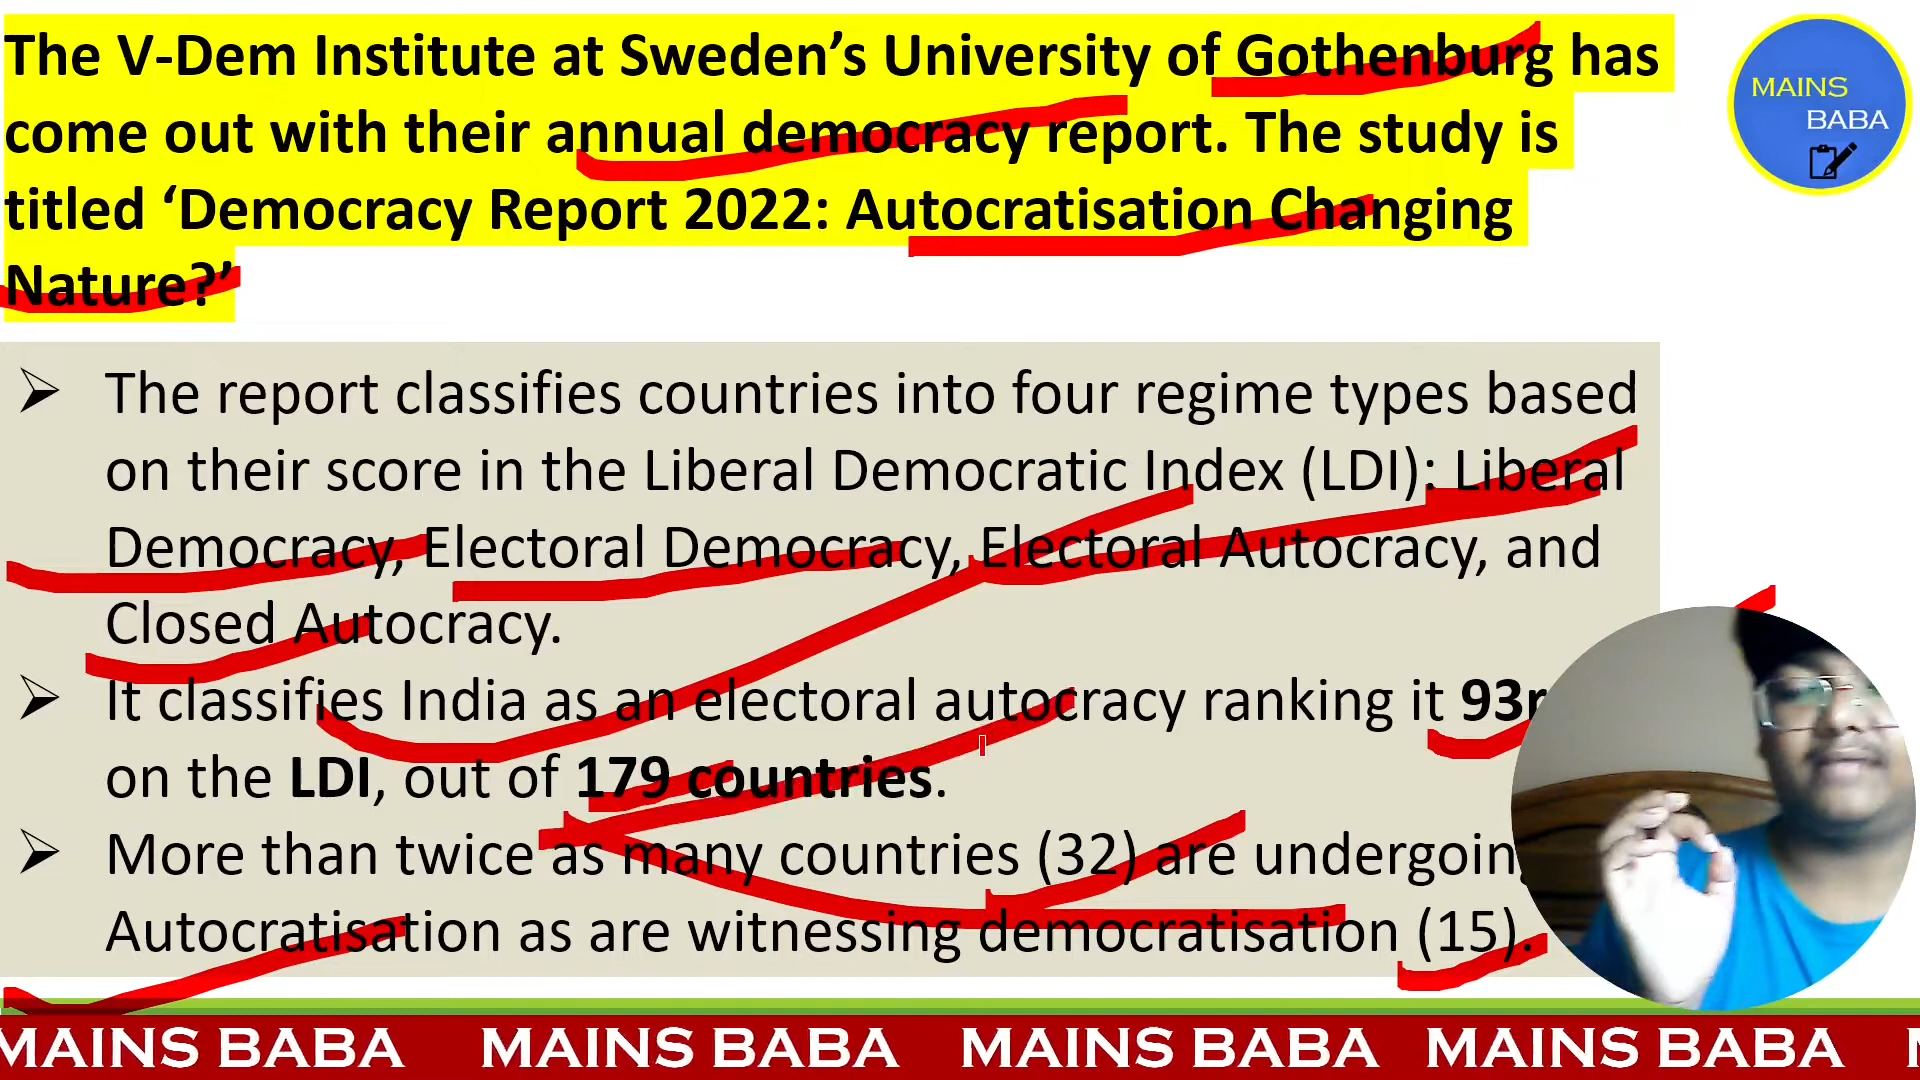 The V-Dem Institute at Sweden’s University of Gothenburg has
come out with their annual democracy report. The study is
titled ‘Democracy Report 2022: Autocratisation Changing
Nature?’
MAINS
BABA
➢ The report classifies countries into four regime types based
on their score in the Liberal Democratic Index (LDI): Liberal
Democracy, Electoral Democracy, Electoral Autocracy, and
Closed Autocracy.
➢ It classifies India as an electoral autocracy ranking it
on the LDI, out of 179 countries.
➢ More than twice as many countries (32) are
Autocratisation as are witnessing democratisation (15).
MAINS BABA MAINS BABA MAINS BABA MAINS BABA